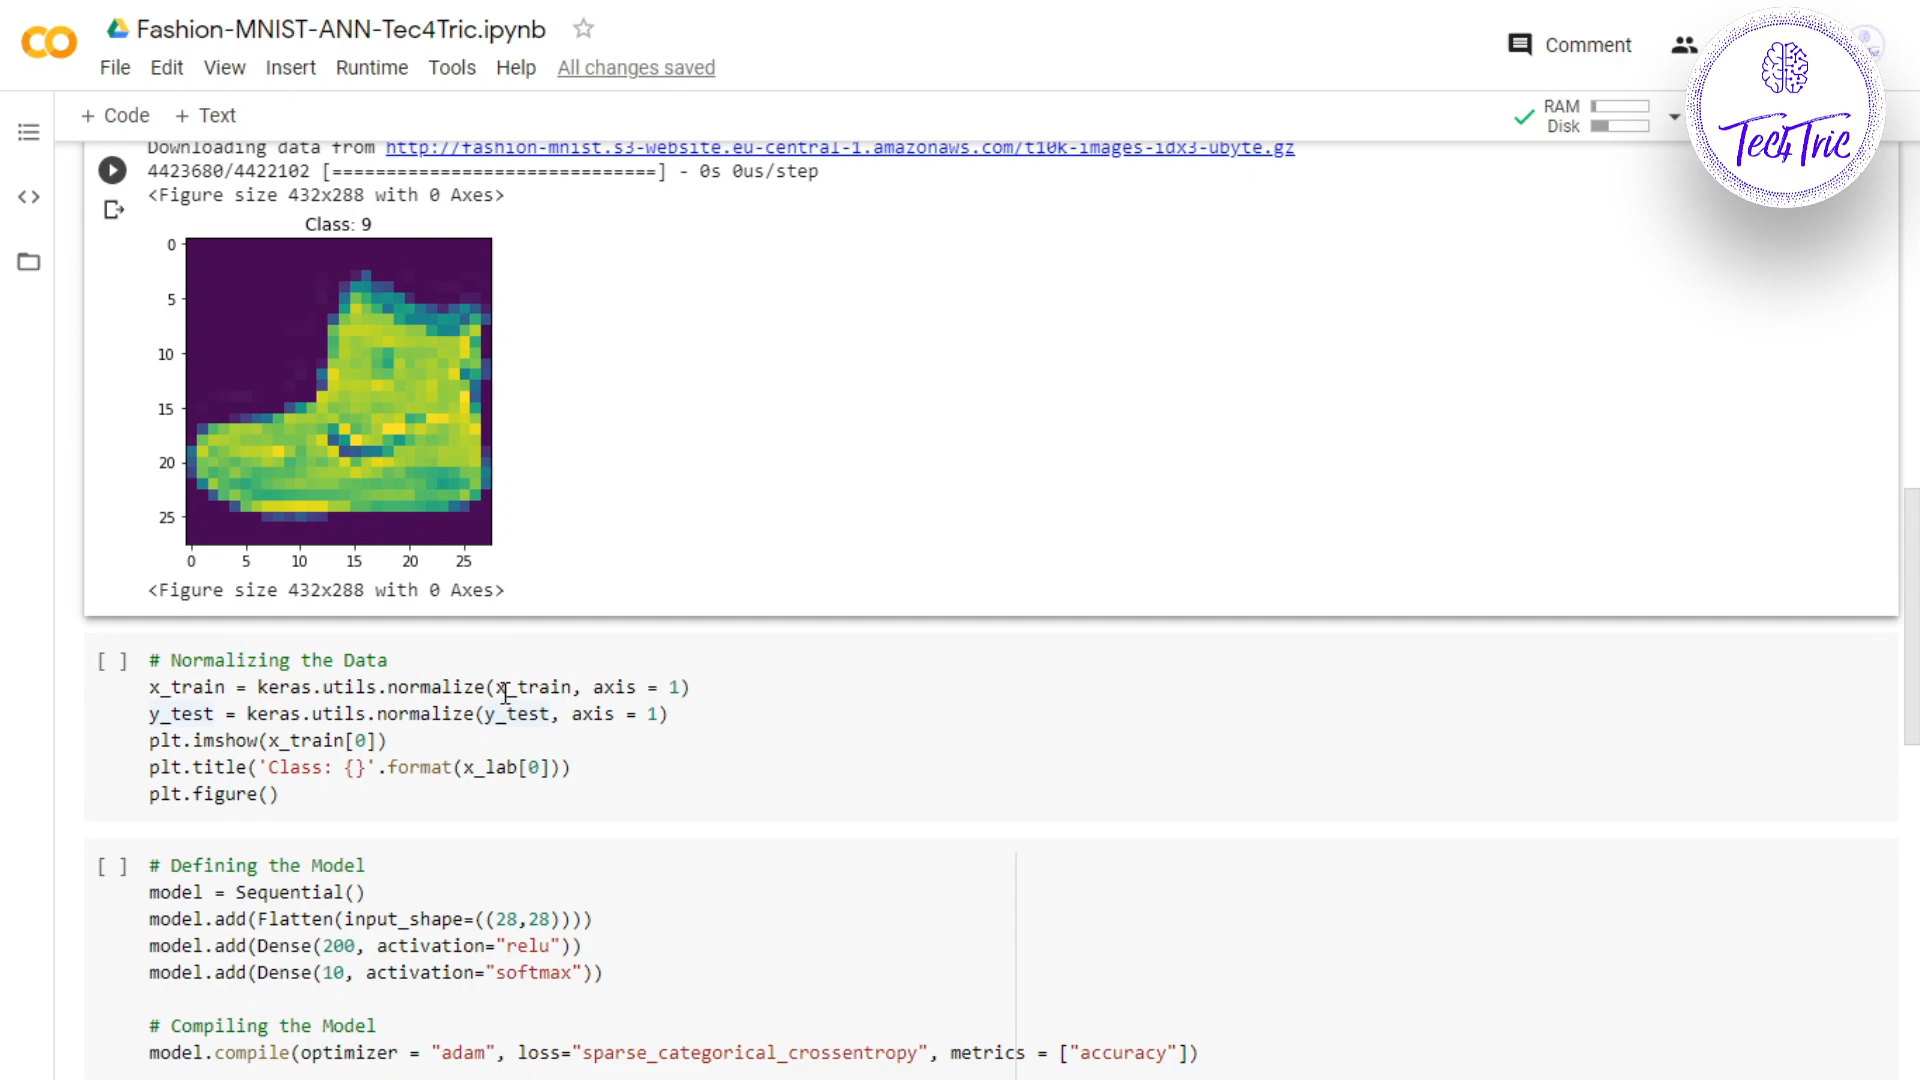 Fashion-MNIST-ANN-Tec4Tric.ipynb
File Edit View Insert Runtime Tools Help All changes saved
Comment
+ Code + Text
RAM
Disk
Tec4Tric
Downloading data from http://fashion-mnist.s3-website.eu-central-1.amazonaws.com/t10k-images-idx3-ubyte.gz
4423680/4422102 [==============================] - 0s 0us/step
<Figure size 432x288 with 0 Axes>
Class: 9
0
5
10
15
20
25
0 5 10 15 20 25
<Figure size 432x288 with 0 Axes>
[ ] # Normalizing the Data
x_train = keras.utils.normalize(x_train, axis = 1)
y_test = keras.utils.normalize(y_test, axis = 1)
plt.imshow(x_train[0])
plt.title('Class: {}'.format(x_lab[0]))
plt.figure()
[ ] # Defining the Model
model = Sequential()
model.add(Flatten(input_shape=((28,28))))
model.add(Dense(200, activation="relu"))
model.add(Dense(10, activation="softmax"))
# Compiling the Model
model.compile(optimizer = "adam", loss="sparse_categorical_crossentropy", metrics = ["accuracy"])